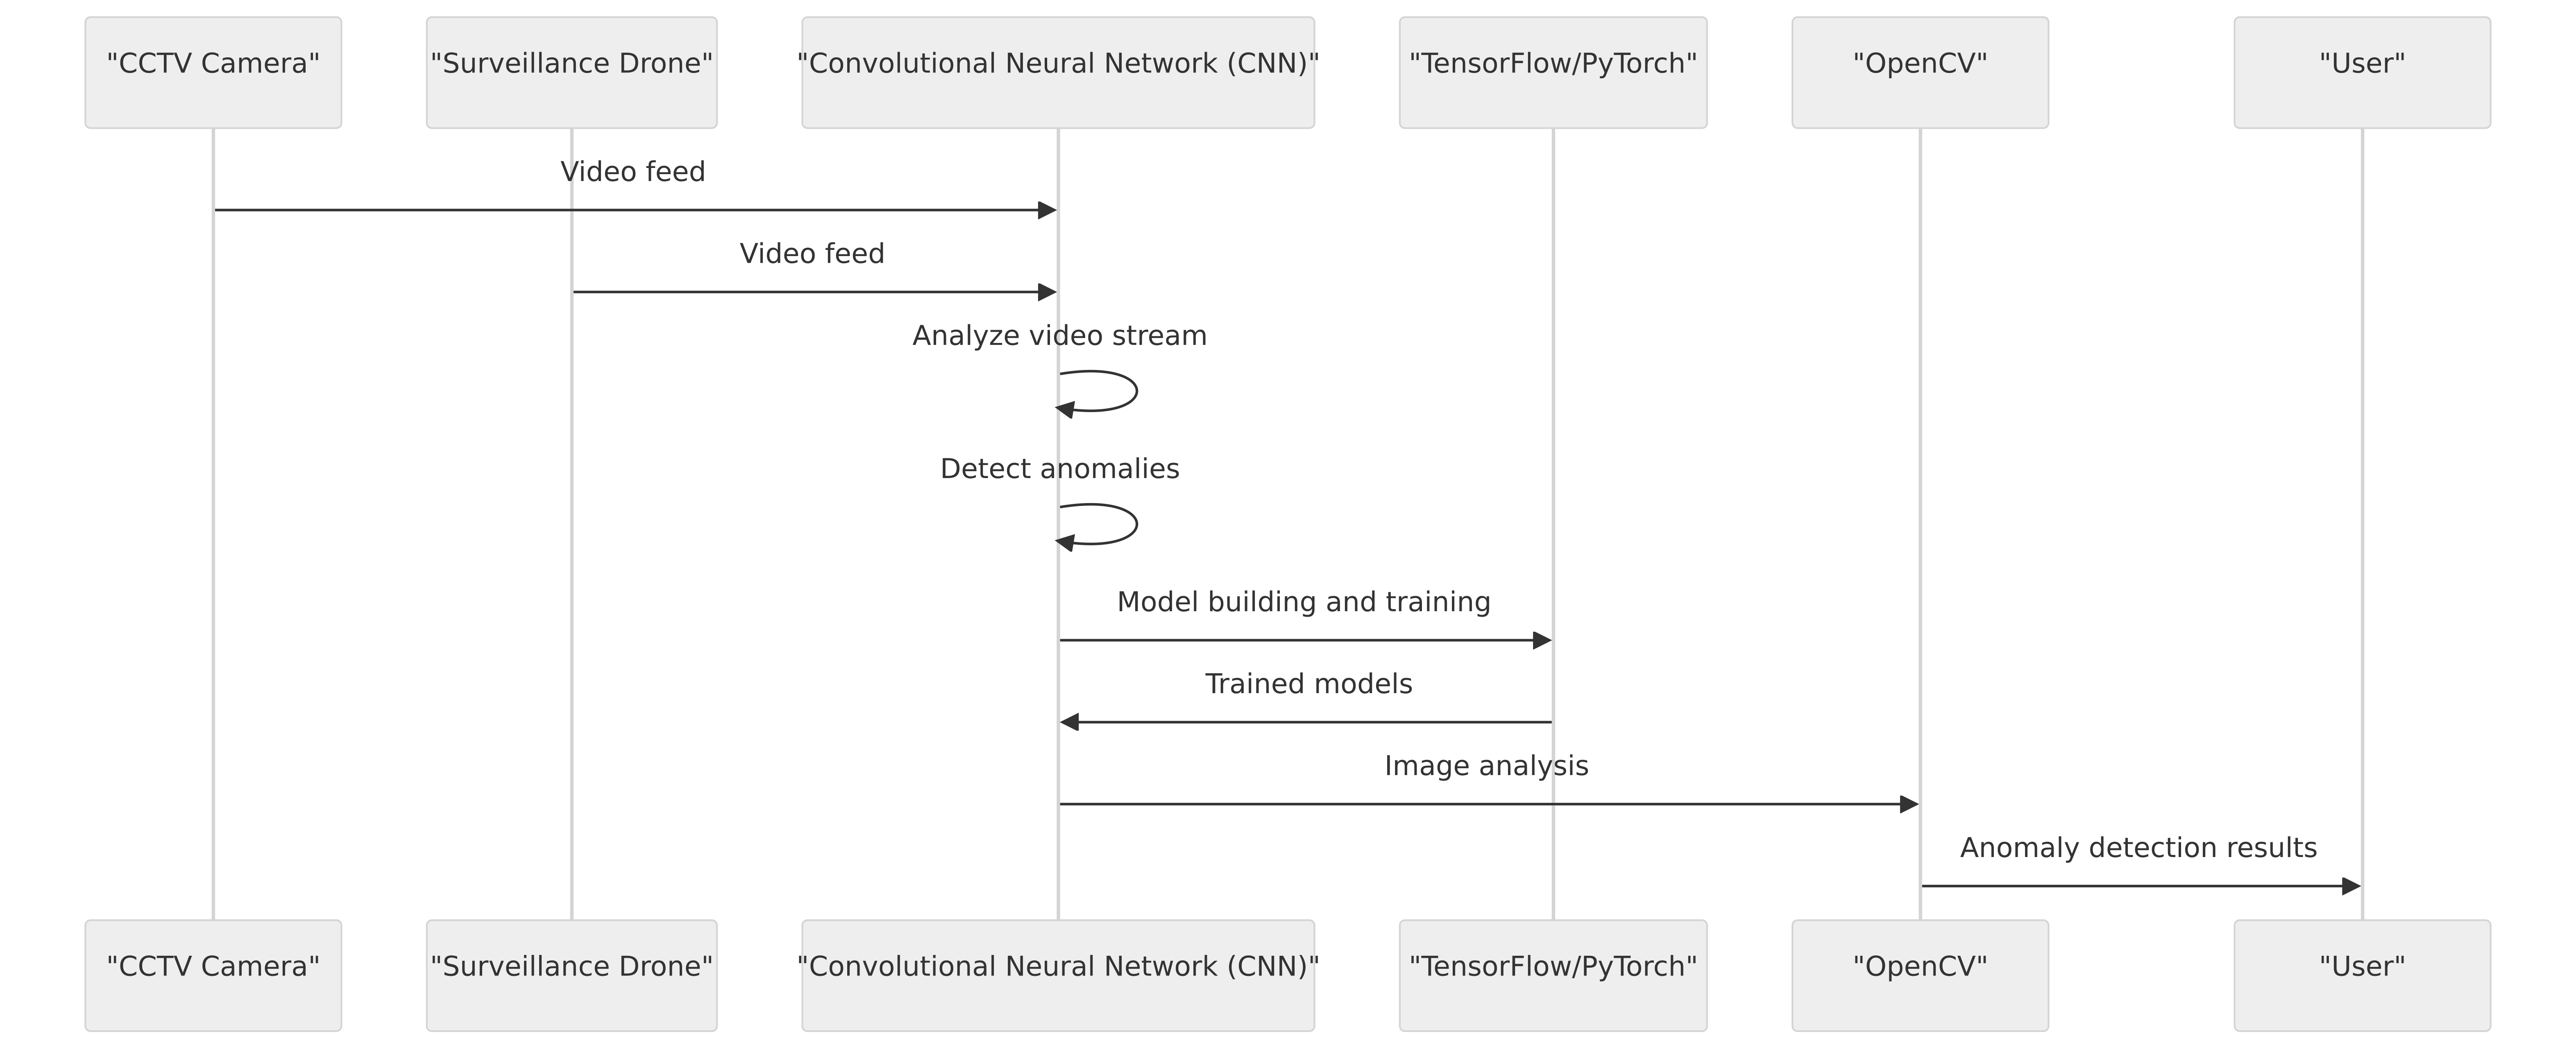 "CCTV Camera"
"Surveillance Drone"
"Convolutional Neural Network (CNN)"
"TensorFlow/PyTorch"
"OpenCV"
"User"
Video feed
Video feed
Analyze video stream
Detect anomalies
Model building and training
Trained models
Image analysis
Anomaly detection results
"CCTV Camera"
"Surveillance Drone"
"Convolutional Neural Network (CNN)"
"TensorFlow/PyTorch"
"OpenCV"
"User"